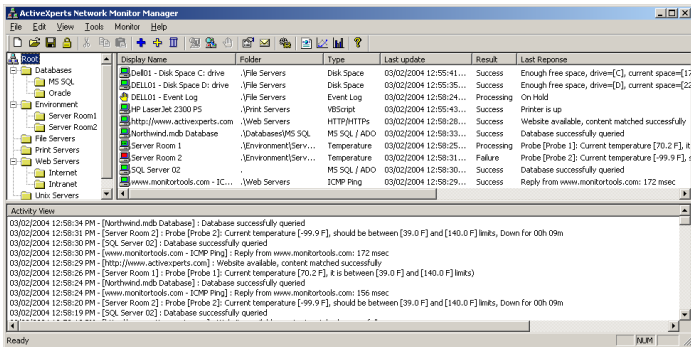 ActiveXperts Network Monitor Manager
File Edit View Tools Monitor Help
Root
Databases
MS SQL
Oracle
Environment
Server Room1
Server Room2
File Servers
Print Servers
Web Servers
Internet
Intranet
Unix Servers
Display Name Folder Type Last update Result Last Reponse
Dell01 - Disk Space C: drive .\File Servers Disk Space 03/02/2004 12:55:41... Success Enough free space, drive=[C], current space=[17
DELL01 - Disk Space D: drive .\File Servers Disk Space 03/02/2004 12:55:35... Success Enough free space, drive=[D], current space=[22
DELL01 - Event Log .\File Servers Event Log 03/02/2004 12:58:24... Processing On Hold
HP LaserJet 2300 PS .\Print Servers VBScript 03/02/2004 12:55:43... Success Printer is up
http://www.activexperts.com .\Web Servers HTTP/HTTPs 03/02/2004 12:58:28... Success Website available, content matched successfully
Northwind.mdb Database .\Databases\MS SQL MS SQL / ADO 03/02/2004 12:58:33... Success Database successfully queried
Server Room 1 .\Environment\Serv... Temperature 03/02/2004 12:58:25... Processing Probe [Probe 1]: Current temperature [70.2 F], it
Server Room 2 .\Environment\Serv... Temperature 03/02/2004 12:58:31... Failure Probe [Probe 2]: Current temperature [-99.9 F], s
SQL Server 02 . MS SQL / ADO 03/02/2004 12:58:30... Success Database successfully queried
www.monitortools.com - IC... .\Web Servers ICMP Ping 03/02/2004 12:58:29... Success Reply from www.monitortools.com: 172 msec
Activity View
03/02/2004 12:58:34 PM - [Northwind.mdb Database] : Database successfully queried
03/02/2004 12:58:31 PM - [Server Room 2] : Probe [Probe 2]: Current temperature [-99.9 F], should be between [39.0 F] and [140.0 F] limits, Down for 00h 09m
03/02/2004 12:58:30 PM - [SQL Server 02] : Database successfully queried
03/02/2004 12:58:30 PM - [www.monitortools.com - ICMP Ping] : Reply from www.monitortools.com: 172 msec
03/02/2004 12:58:29 PM - [http://www.activexperts.com] : Website available, content matched successfully
03/02/2004 12:58:26 PM - [Server Room 1] : Probe [Probe 1]: Current temperature [70.2 F], it is between [39.0 F] and [140.0 F] limits)
03/02/2004 12:58:24 PM - [Northwind.mdb Database] : Database successfully queried
03/02/2004 12:58:24 PM - [www.monitortools.com - ICMP Ping] : Reply from www.monitortools.com: 156 msec
03/02/2004 12:58:20 PM - [Server Room 2] : Probe [Probe 2]: Current temperature [-99.9 F], should be between [39.0 F] and [140.0 F] limits, Down for 00h 09m
03/02/2004 12:58:19 PM - [SQL Server 02] : Database successfully queried
Ready NUM